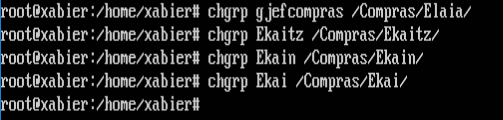 root@xabier:/home/xabier# chgrp gjefcompras /Compras/Elaia/
root@xabier:/home/xabier# chgrp Ekaitz /Compras/Ekaitz/
root@xabier:/home/xabier# chgrp Ekain /Compras/Ekain/
root@xabier:/home/xabier# chgrp Ekai /Compras/Ekai/
root@xabier:/home/xabier#